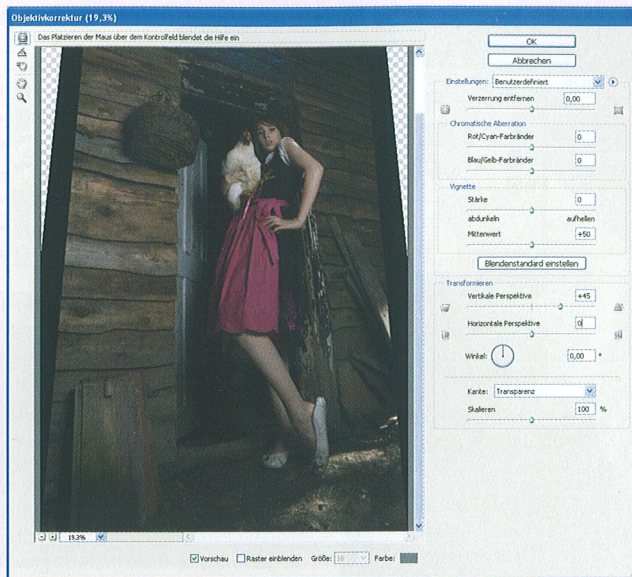 Objektivkorrektur (19,3%)
Das Platzieren der Maus über dem Kontrollfeld blendet die Hilfe ein
OK
Abbrechen
Einstellungen: Benutzerdefiniert
Verzerrung entfernen 0,00
Chromatische Aberration
Rot/Cyan-Farbränder 0
Blau/Gelb-Farbränder 0
Vignette
Stärke 0
abdunkeln aufhellen
Mittenwert +50
Blendenstandard einstellen
Transformieren
Vertikale Perspektive +45
Horizontale Perspektive 0
Winkel: 0,00 °
Kante: Transparenz
Skalieren 100 %
- + 19.3%
Vorschau Raster einblenden Größe: 16 Farbe: